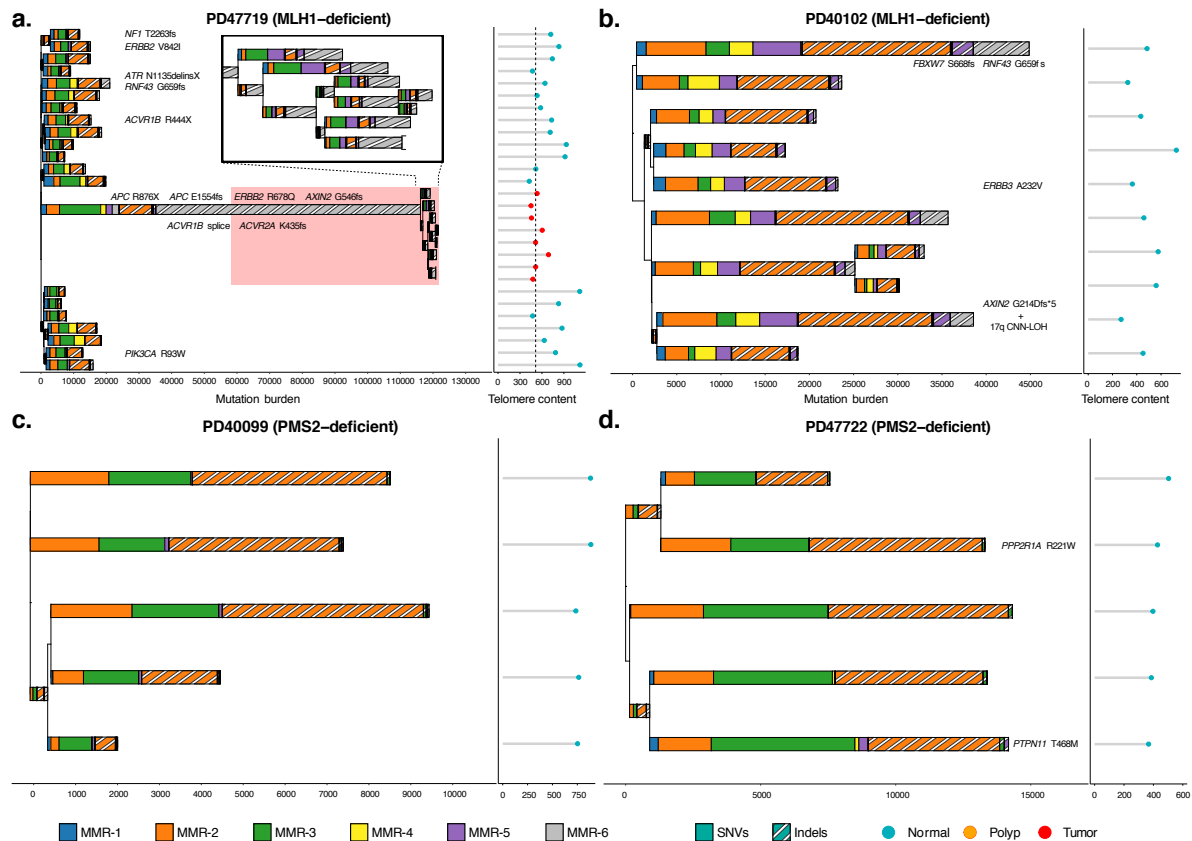 a.
PD47719 (MLH1−deficient)
NF1 T2263fs
ERBB2 V842I
ATR N1135delinsX
RNF43 G659fs
ACVR1B R444X
APC R876X APC E1554fs ERBB2 R678Q AXIN2 G546fs
ACVR1B splice ACVR2A K435fs
PIK3CA R93W
0 10000 20000 30000 40000 50000 60000 70000 80000 90000 100000 110000 120000 130000
0 300 600 900
Mutation burden
Telomere content
b.
PD40102 (MLH1−deficient)
FBXW7 S668fs RNF43 G659fs
ERBB3 A232V
AXIN2 G214Dfs*5
+
17q CNN-LOH
0 5000 10000 15000 20000 25000 30000 35000 40000 45000
0 200 400 600
Mutation burden
Telomere content
c.
PD40099 (PMS2−deficient)
0 1000 2000 3000 4000 5000 6000 7000 8000 9000 10000
0 250 500 750
d.
PD47722 (PMS2−deficient)
PPP2R1A R221W
PTPN11 T468M
0 5000 10000 15000
0 200 400 600
MMR−1 MMR−2 MMR−3 MMR−4 MMR−5 MMR−6 SNVs Indels Normal Polyp Tumor